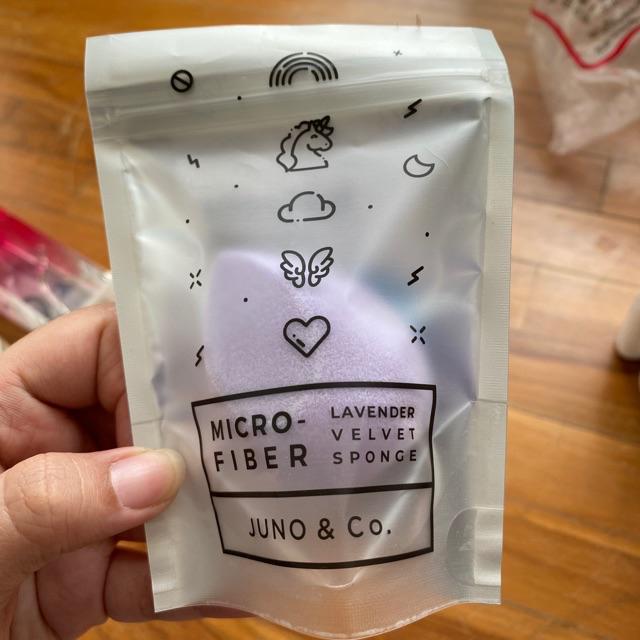 MICRO-
FIBER
LAVENDER
VELVET
SPONGE
JUNO & Co.